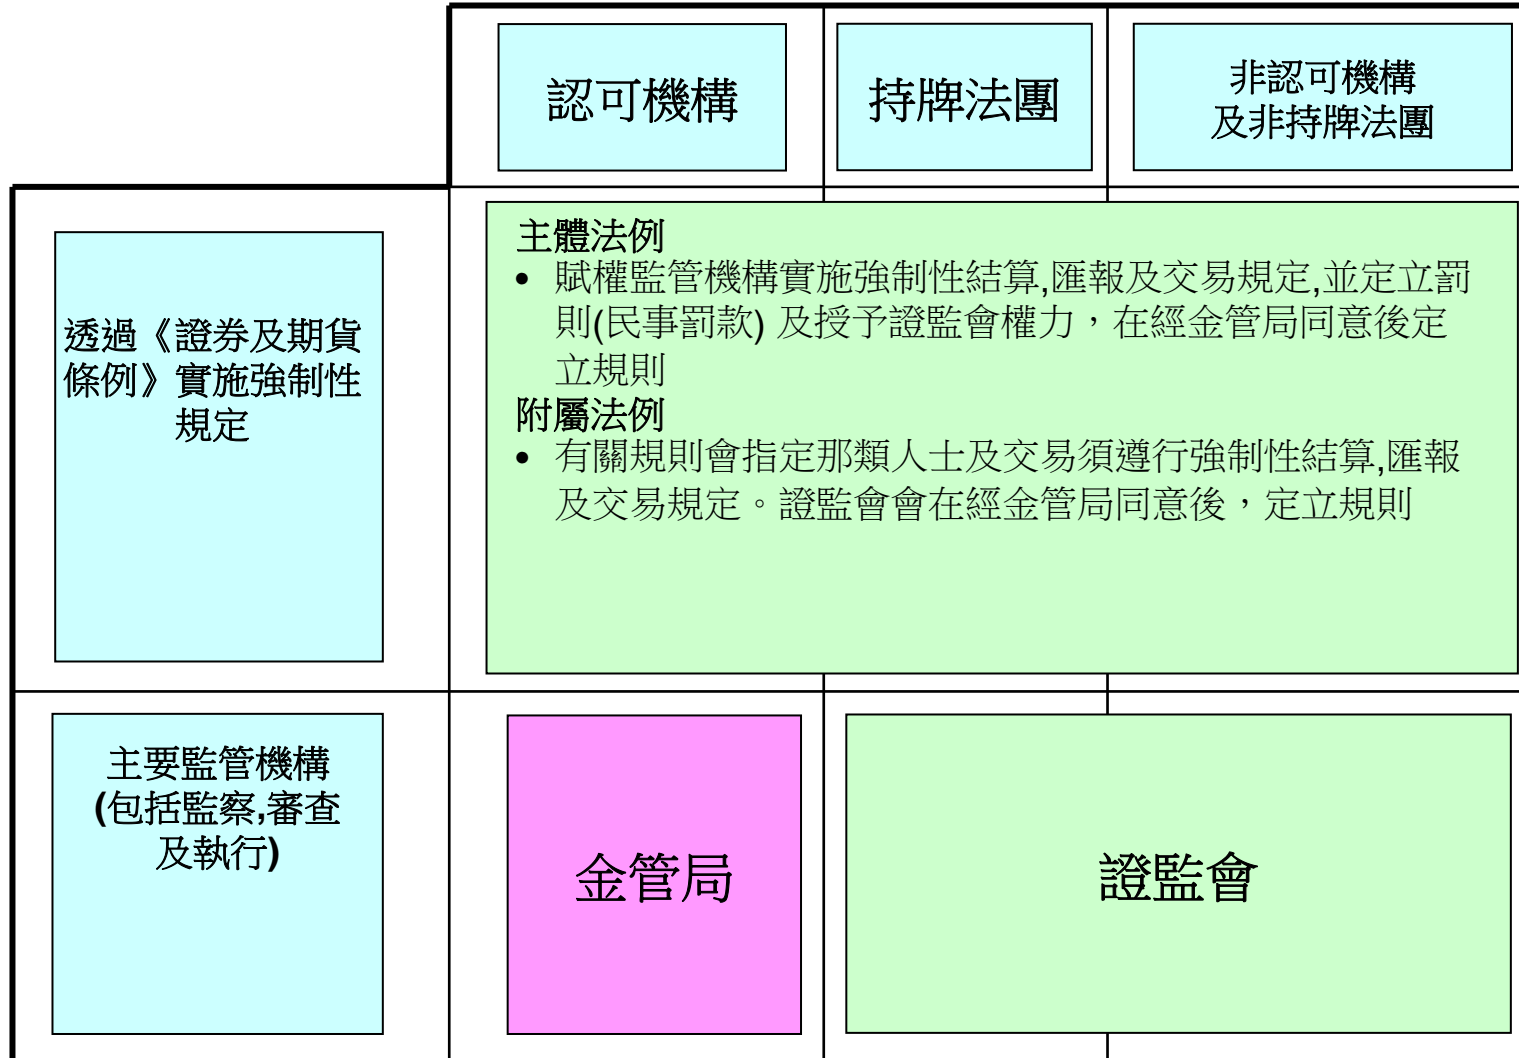 認可機構
持牌法團
非認可機構
及非持牌法團
透過《證券及期貨
條例》實施強制性
規定
主體法例
• 賦權監管機構實施強制性結算,匯報及交易規定,並定立罰
則(民事罰款) 及授予證監會權力，在經金管局同意後定
立規則
附屬法例
• 有關規則會指定那類人士及交易須遵行強制性結算,匯報
及交易規定。證監會會在經金管局同意後，定立規則
主要監管機構
(包括監察,審查
及執行)
金管局
證監會